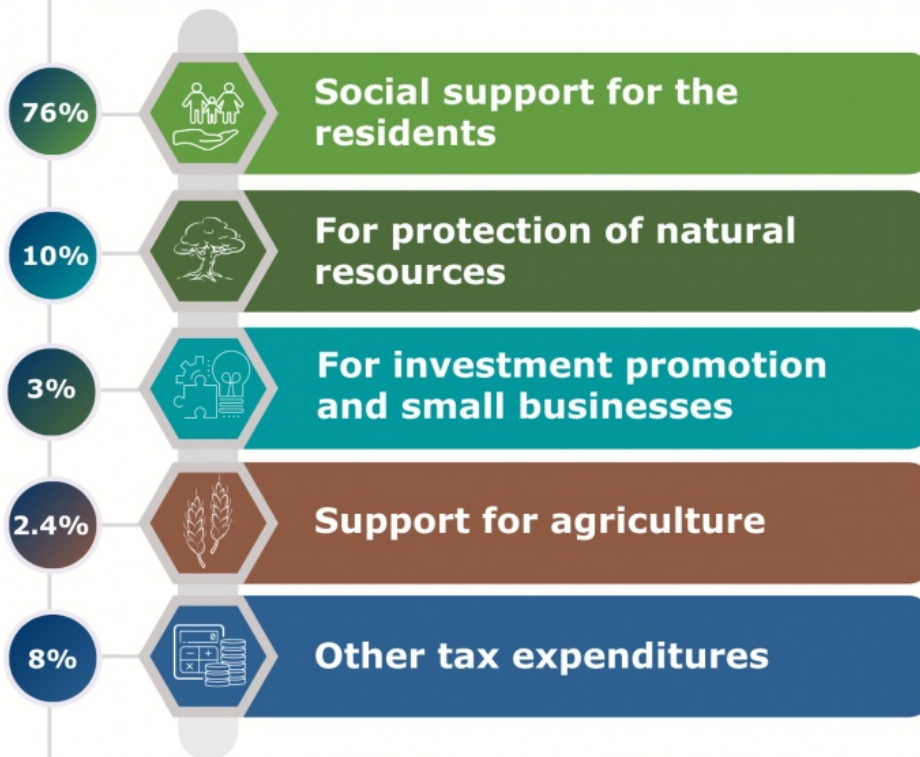 76%
Social support for the
residents
10%
For protection of natural
resources
3%
For investment promotion
and small businesses
2.4%
Support for agriculture
8%
Other tax expenditures